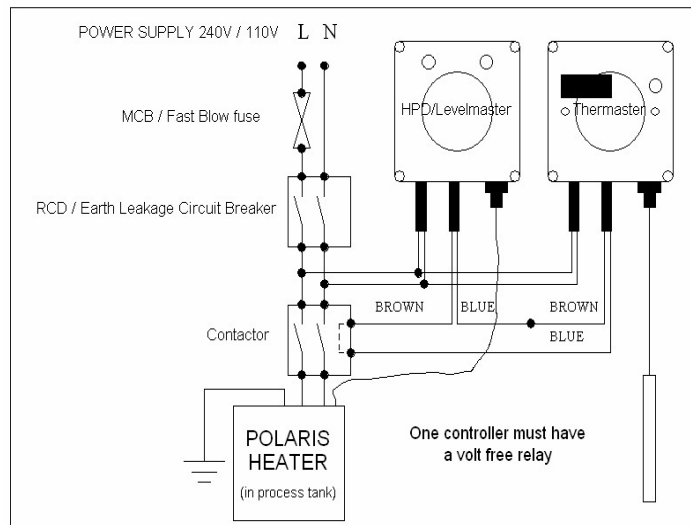 POWER SUPPLY 240V / 110V L N
MCB / Fast Blow fuse
HPD/Levelmaster
Thermaster
RCD / Earth Leakage Circuit Breaker
BROWN BLUE BROWN
BLUE
Contactor
POLARIS
HEATER
(in process tank)
One controller must have
a volt free relay